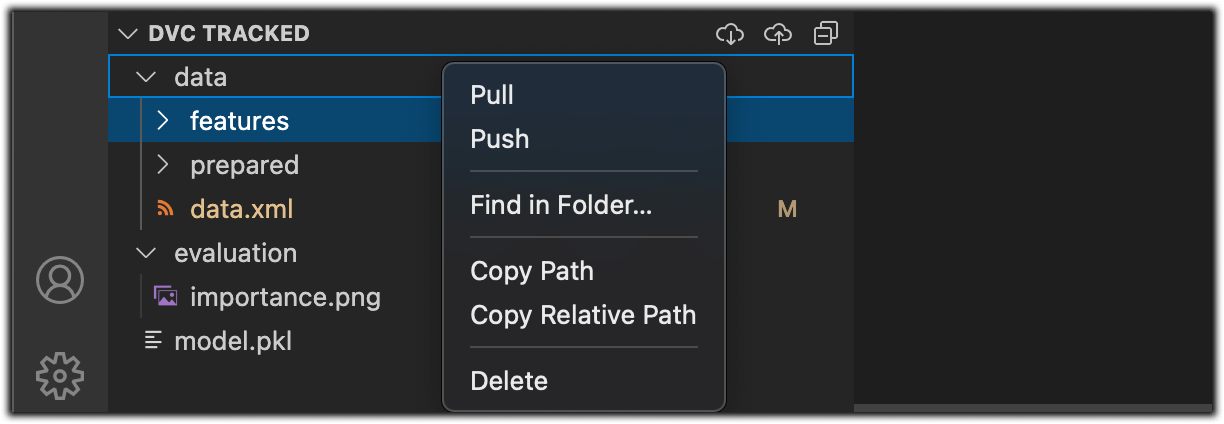 DVC TRACKED
data
features
prepared
data.xml M
evaluation
importance.png
model.pkl
Pull
Push
Find in Folder...
Copy Path
Copy Relative Path
Delete